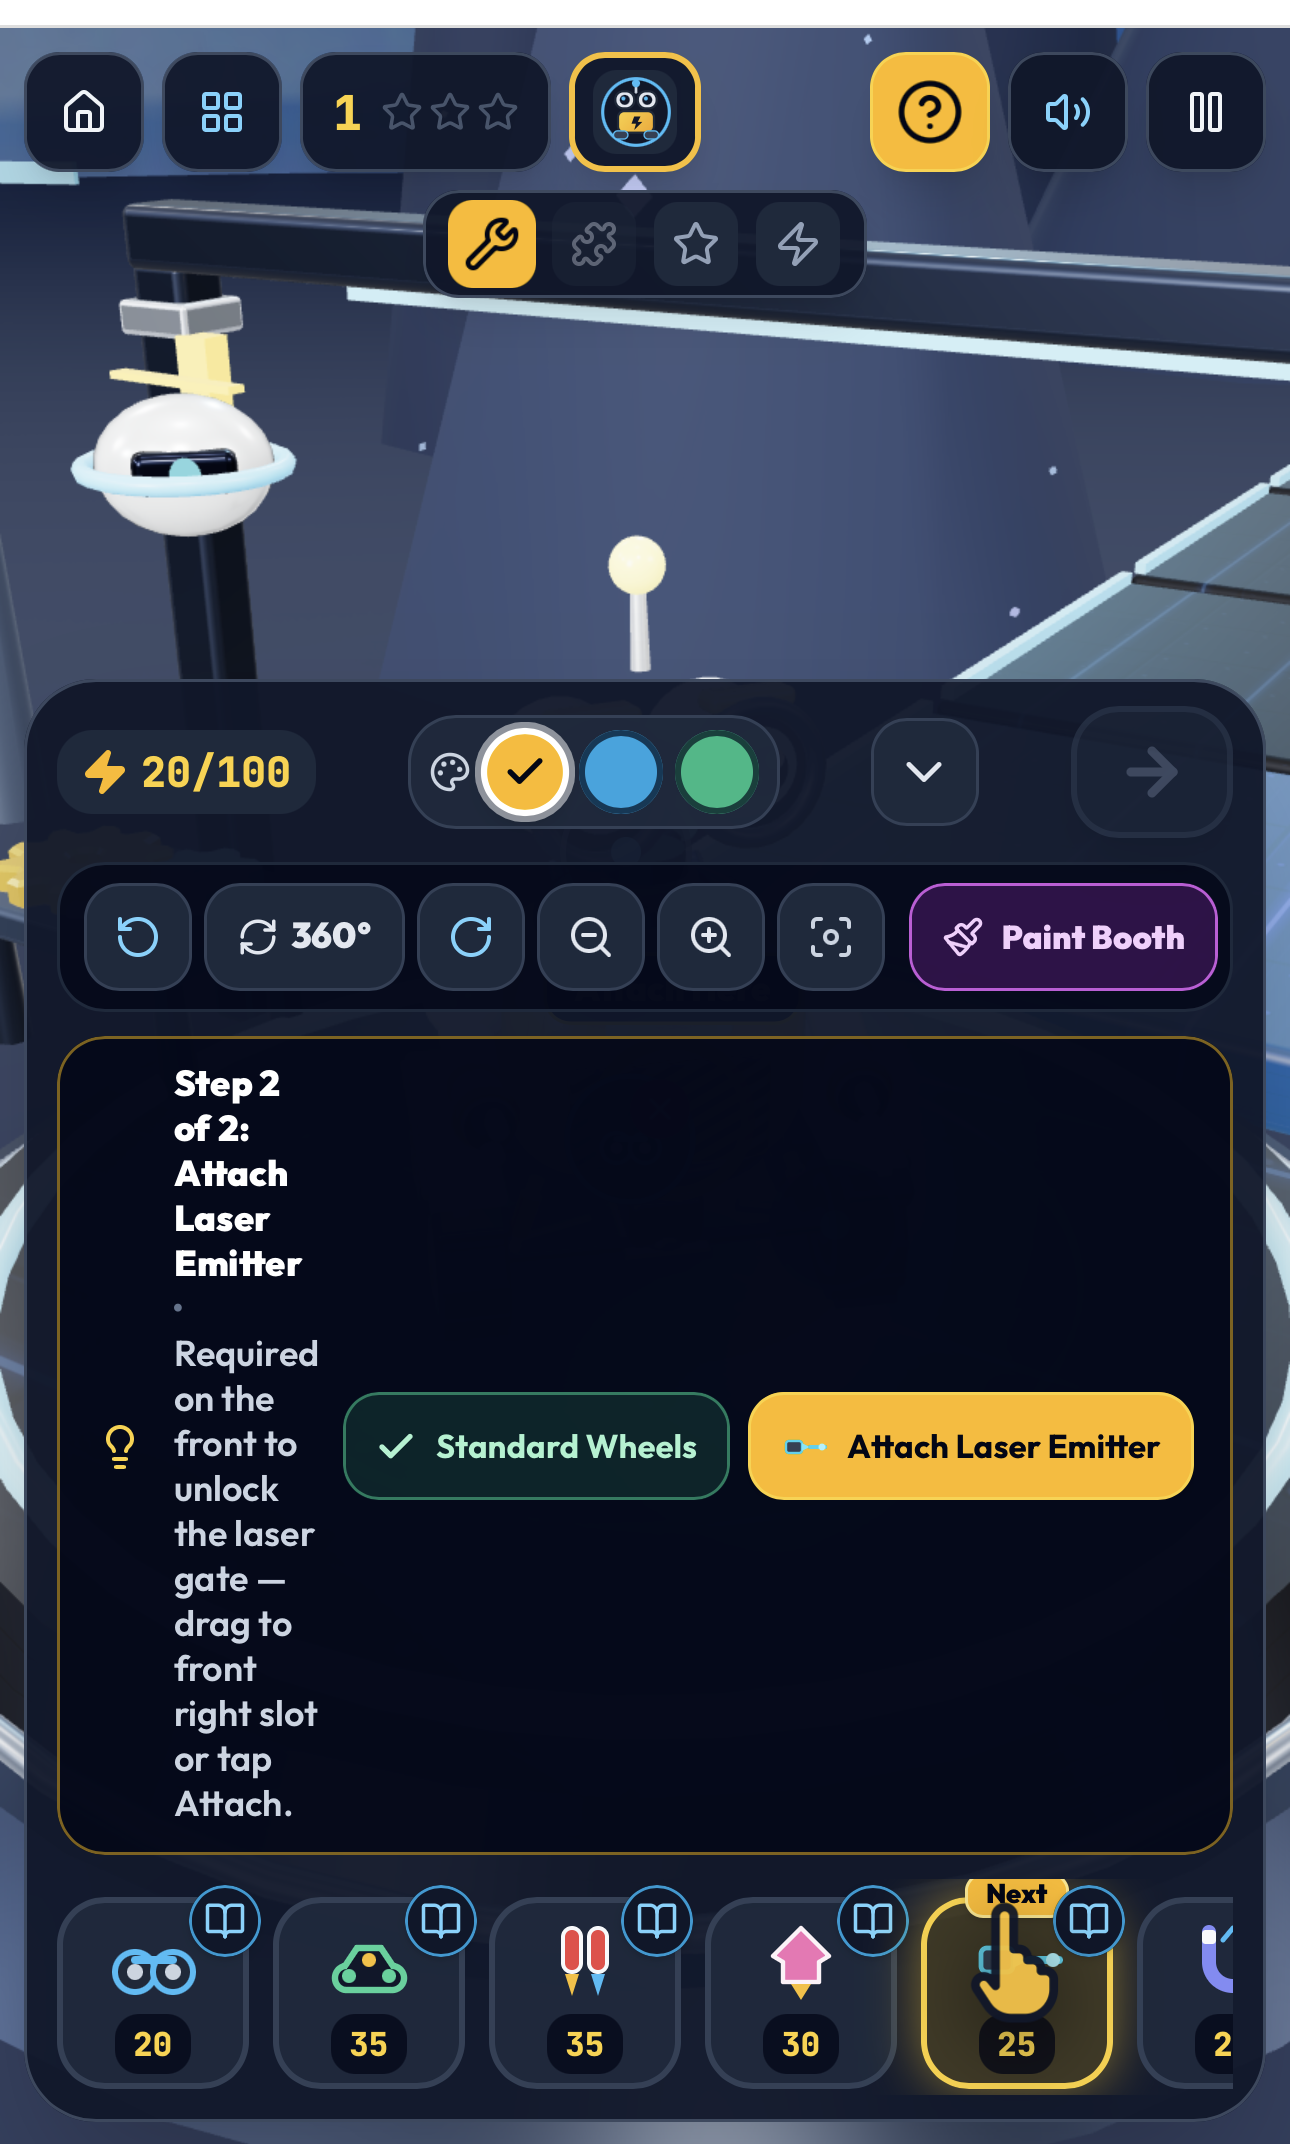 1
20/100
360°
Paint Booth
Step 2
of 2:
Attach
Laser
Emitter
•
Required
on the
front to
unlock
the laser
gate —
drag to
front
right slot
or tap
Attach.
Standard Wheels
Attach Laser Emitter
Next
20
35
35
30
25
2